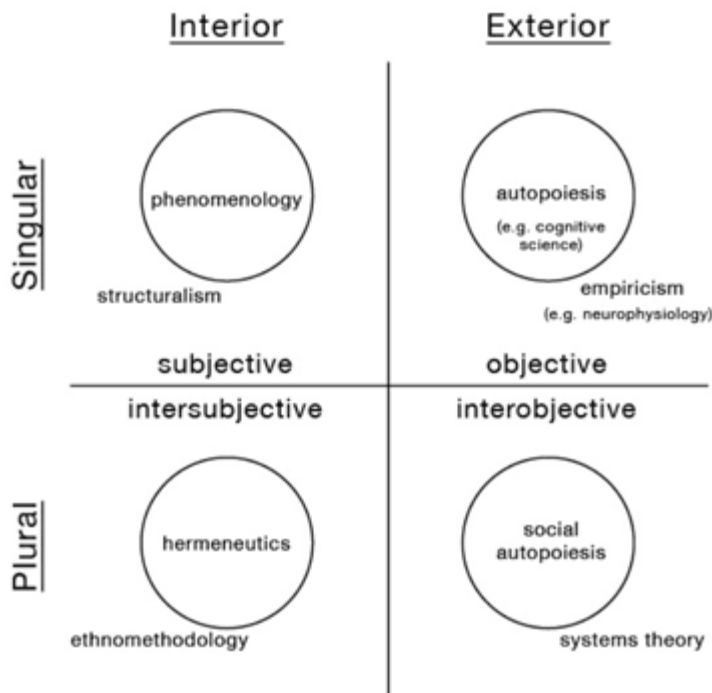 Interior
Exterior
Singular
phenomenology
structuralism
subjective
autopoiesis
(e.g. cognitive
science)
empiricism
(e.g. neurophysiology)
objective
Plural
intersubjective
hermeneutics
ethnomethodology
interobjective
social
autopoiesis
systems theory